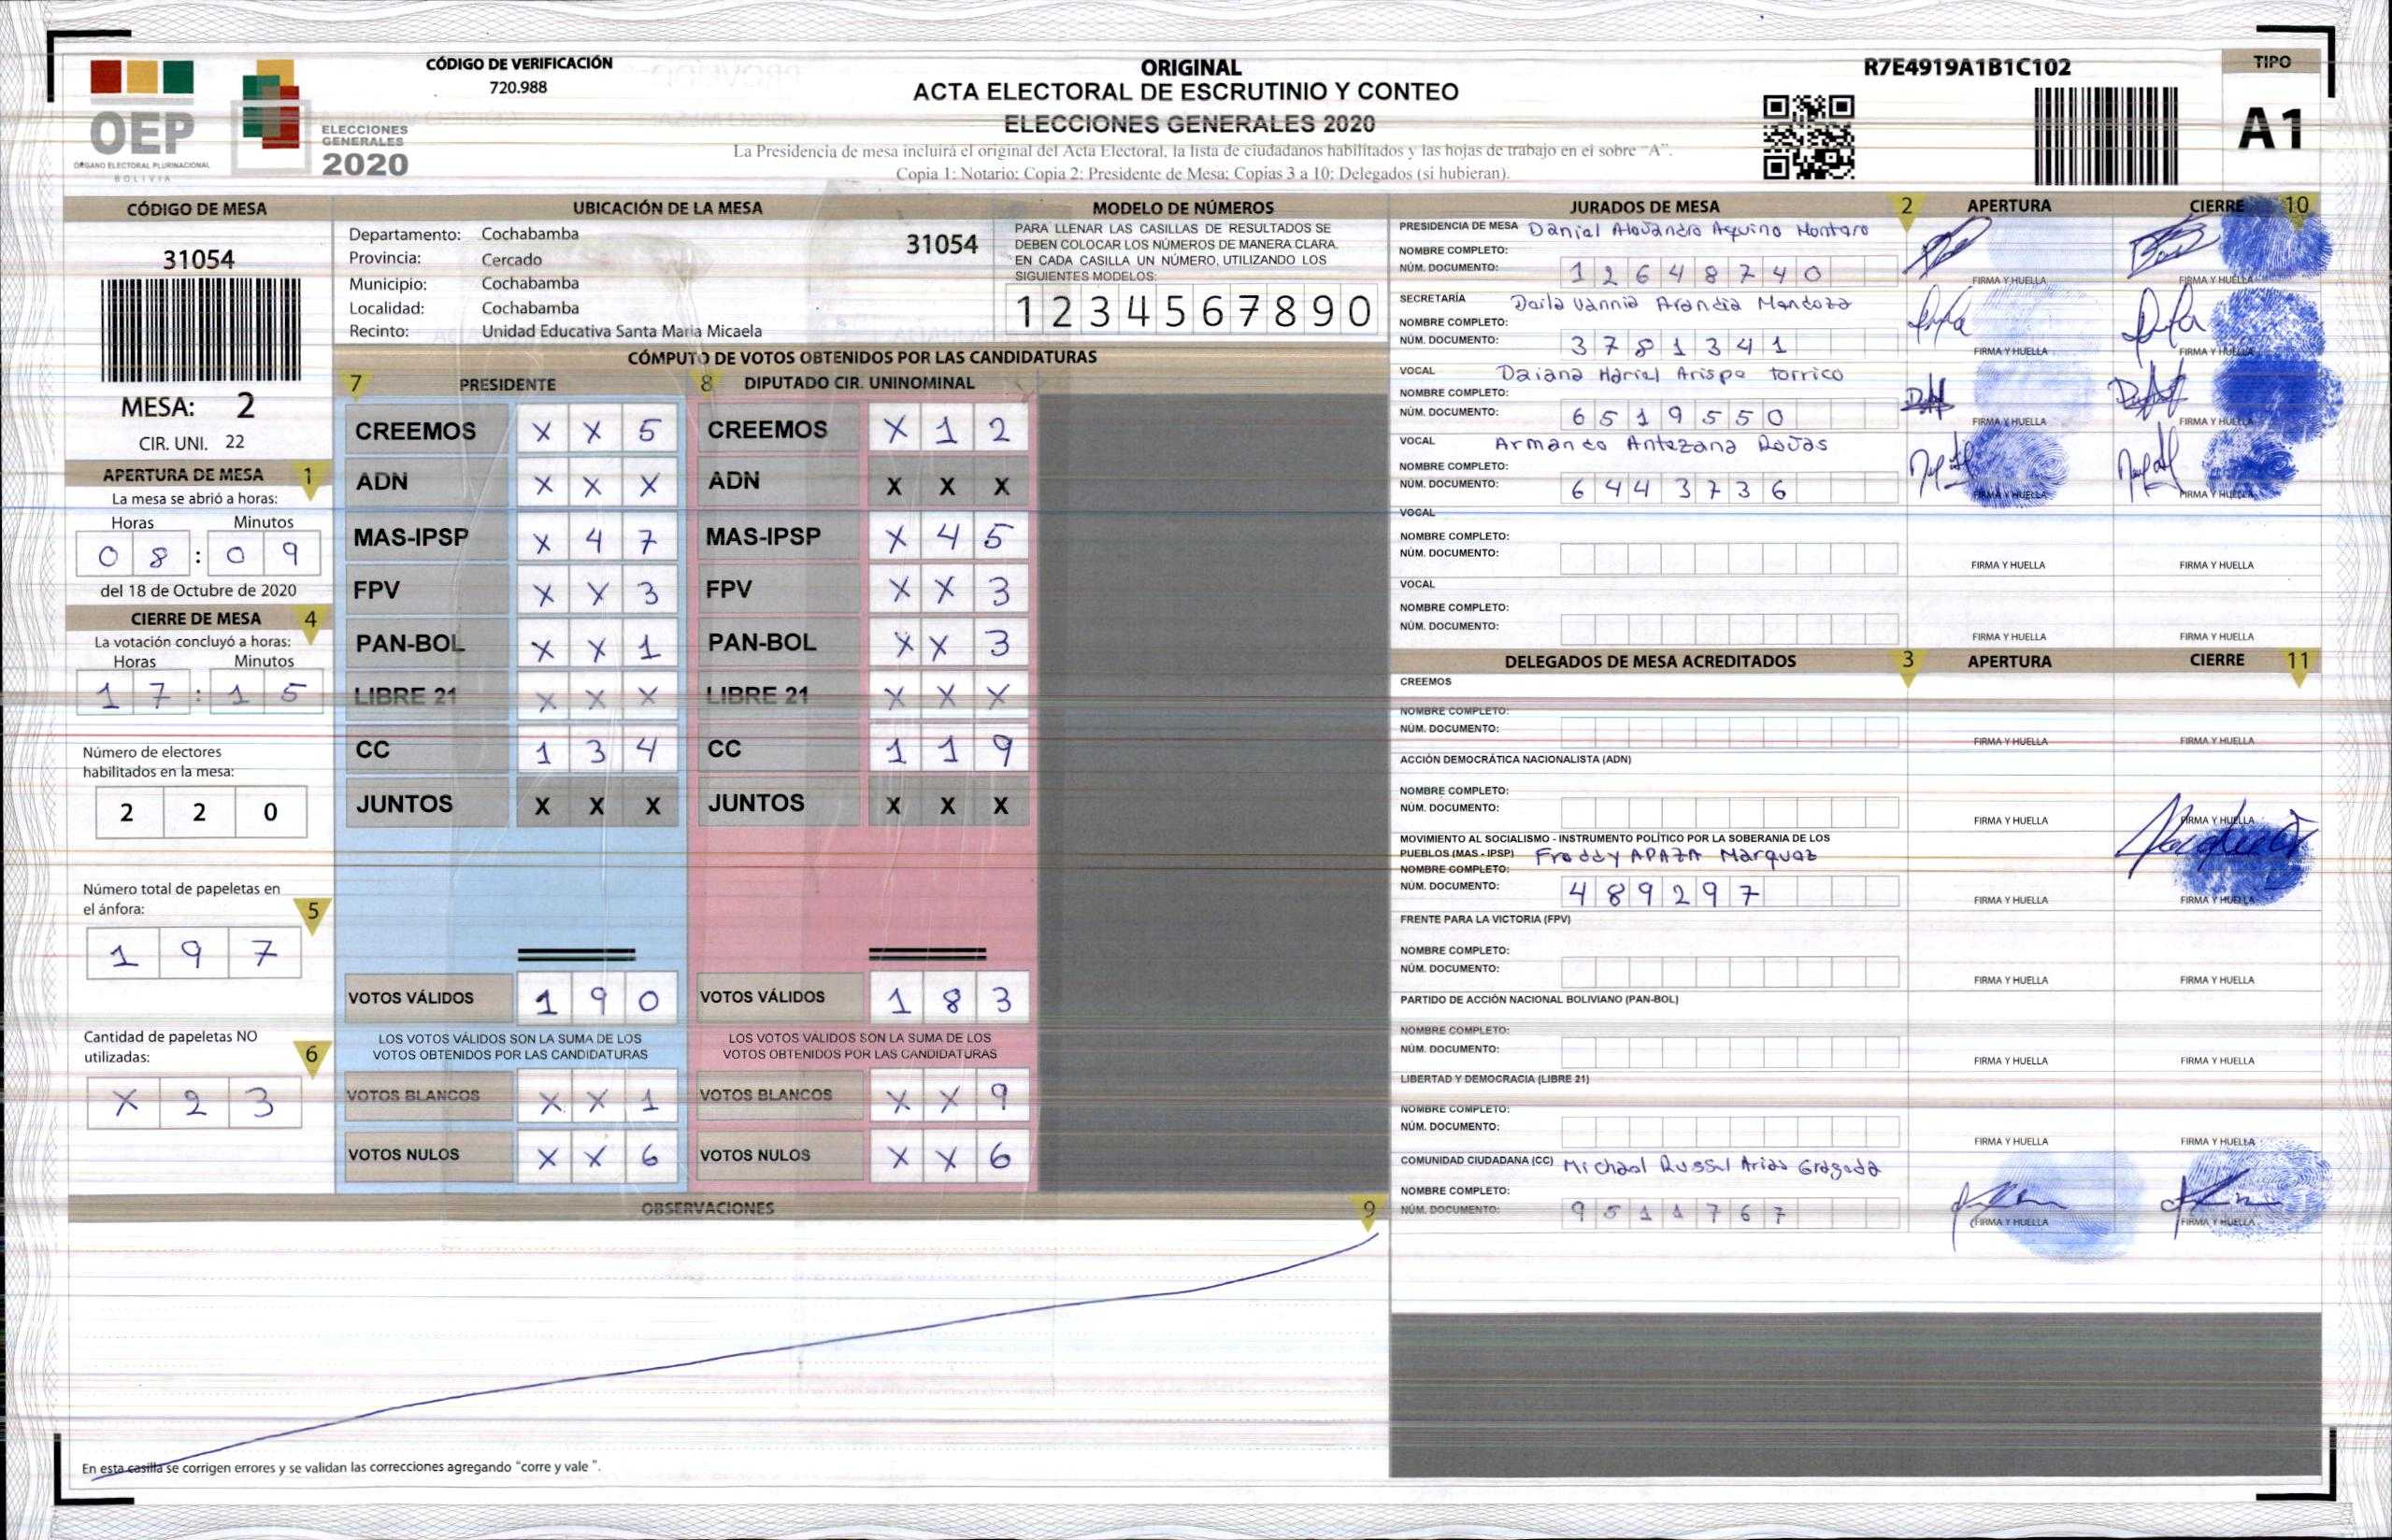 CÓDIGO DE VERIFICACIÓN
720.988
ORIGINAL
ACTA ELECTORAL DE ESCRUTINIO Y CONTEO
ELECCIONES GENERALES 2020
La Presidencia de mesa incluirá el original del Acta Electoral, la lista de ciudadanos habilitados y las hojas de trabajo en el sobre "A".
Copia 1: Notario; Copia 2: Presidente de Mesa; Copias 3 a 10; Delegados (si hubieran).
R7E4919A1B1C102
TIPO
A1
OEP
ÓRGANO ELECTORAL PLURINACIONAL
BOLIVIA
ELECCIONES
GENERALES
2020
CÓDIGO DE MESA
31054
MESA: 2
CIR. UNI. 22
APERTURA DE MESA 1
La mesa se abrió a horas:
Horas Minutos
0 8 : 0 9
del 18 de Octubre de 2020
CIERRE DE MESA 4
La votación concluyó a horas:
Horas Minutos
1 7 : 1 5
Número de electores
habilitados en la mesa:
2 2 0
Número total de papeletas en
el ánfora: 5
1 9 7
Cantidad de papeletas NO
utilizadas: 6
X 2 3
UBICACIÓN DE LA MESA
Departamento: Cochabamba 31054
Provincia: Cercado
Municipio: Cochabamba
Localidad: Cochabamba
Recinto: Unidad Educativa Santa María Micaela
MODELO DE NÚMEROS
PARA LLENAR LAS CASILLAS DE RESULTADOS SE
DEBEN COLOCAR LOS NÚMEROS DE MANERA CLARA.
EN CADA CASILLA UN NÚMERO, UTILIZANDO LOS
SIGUIENTES MODELOS:
1 2 3 4 5 6 7 8 9 0
CÓMPUTO DE VOTOS OBTENIDOS POR LAS CANDIDATURAS
7 PRESIDENTE 8 DIPUTADO CIR. UNINOMINAL
CREEMOS X X 5 CREEMOS X 1 2
ADN X X X ADN X X X
MAS-IPSP X 4 7 MAS-IPSP X 4 5
FPV X X 3 FPV X X 3
PAN-BOL X X 1 PAN-BOL X X 3
LIBRE 21 X X X LIBRE 21 X X X
CC 1 3 4 CC 1 1 9
JUNTOS X X X JUNTOS X X X
VOTOS VÁLIDOS 1 9 0 VOTOS VÁLIDOS 1 8 3
LOS VOTOS VÁLIDOS SON LA SUMA DE LOS LOS VOTOS VÁLIDOS SON LA SUMA DE LOS
VOTOS OBTENIDOS POR LAS CANDIDATURAS VOTOS OBTENIDOS POR LAS CANDIDATURAS
VOTOS BLANCOS X X 1 VOTOS BLANCOS X X 9
VOTOS NULOS X X 6 VOTOS NULOS X X 6
OBSERVACIONES 9
En esta casilla se corrigen errores y se validan las correcciones agregando "corre y vale ".
JURADOS DE MESA 2 APERTURA CIERRE 10
PRESIDENCIA DE MESA Daniel Alejandro Aquino Montaro
NOMBRE COMPLETO:
NÚM. DOCUMENTO: 1 2 6 4 8 7 4 0 FIRMA Y HUELLA FIRMA Y HUELLA
SECRETARÍA Daila Vannia Arandia Mendoza
NOMBRE COMPLETO:
NÚM. DOCUMENTO: 3 7 8 1 3 4 1 FIRMA Y HUELLA FIRMA Y HUELLA
VOCAL Daiana Mariel Arispe torrico
NOMBRE COMPLETO:
NÚM. DOCUMENTO: 6 5 1 9 5 5 0 FIRMA Y HUELLA FIRMA Y HUELLA
VOCAL Armando Antezana Rojas
NOMBRE COMPLETO:
NÚM. DOCUMENTO: 6 4 4 3 7 3 6 FIRMA Y HUELLA FIRMA Y HUELLA
VOCAL
NOMBRE COMPLETO:
NÚM. DOCUMENTO: FIRMA Y HUELLA FIRMA Y HUELLA
VOCAL
NOMBRE COMPLETO:
NÚM. DOCUMENTO: FIRMA Y HUELLA FIRMA Y HUELLA
DELEGADOS DE MESA ACREDITADOS 3 APERTURA CIERRE 11
CREEMOS
NOMBRE COMPLETO:
NÚM. DOCUMENTO: FIRMA Y HUELLA FIRMA Y HUELLA
ACCIÓN DEMOCRÁTICA NACIONALISTA (ADN)
NOMBRE COMPLETO:
NÚM. DOCUMENTO: FIRMA Y HUELLA FIRMA Y HUELLA
MOVIMIENTO AL SOCIALISMO - INSTRUMENTO POLÍTICO POR LA SOBERANIA DE LOS
PUEBLOS (MAS - IPSP) Freddy APAZA Marquez
NOMBRE COMPLETO:
NÚM. DOCUMENTO: 4 8 9 2 9 7 FIRMA Y HUELLA FIRMA Y HUELLA
FRENTE PARA LA VICTORIA (FPV)
NOMBRE COMPLETO:
NÚM. DOCUMENTO: FIRMA Y HUELLA FIRMA Y HUELLA
PARTIDO DE ACCIÓN NACIONAL BOLIVIANO (PAN-BOL)
NOMBRE COMPLETO:
NÚM. DOCUMENTO: FIRMA Y HUELLA FIRMA Y HUELLA
LIBERTAD Y DEMOCRACIA (LIBRE 21)
NOMBRE COMPLETO:
NÚM. DOCUMENTO: FIRMA Y HUELLA FIRMA Y HUELLA
COMUNIDAD CIUDADANA (CC) Michael Russel Arias Grageda
NOMBRE COMPLETO:
NÚM. DOCUMENTO: 9 5 1 1 7 6 7 FIRMA Y HUELLA FIRMA Y HUELLA